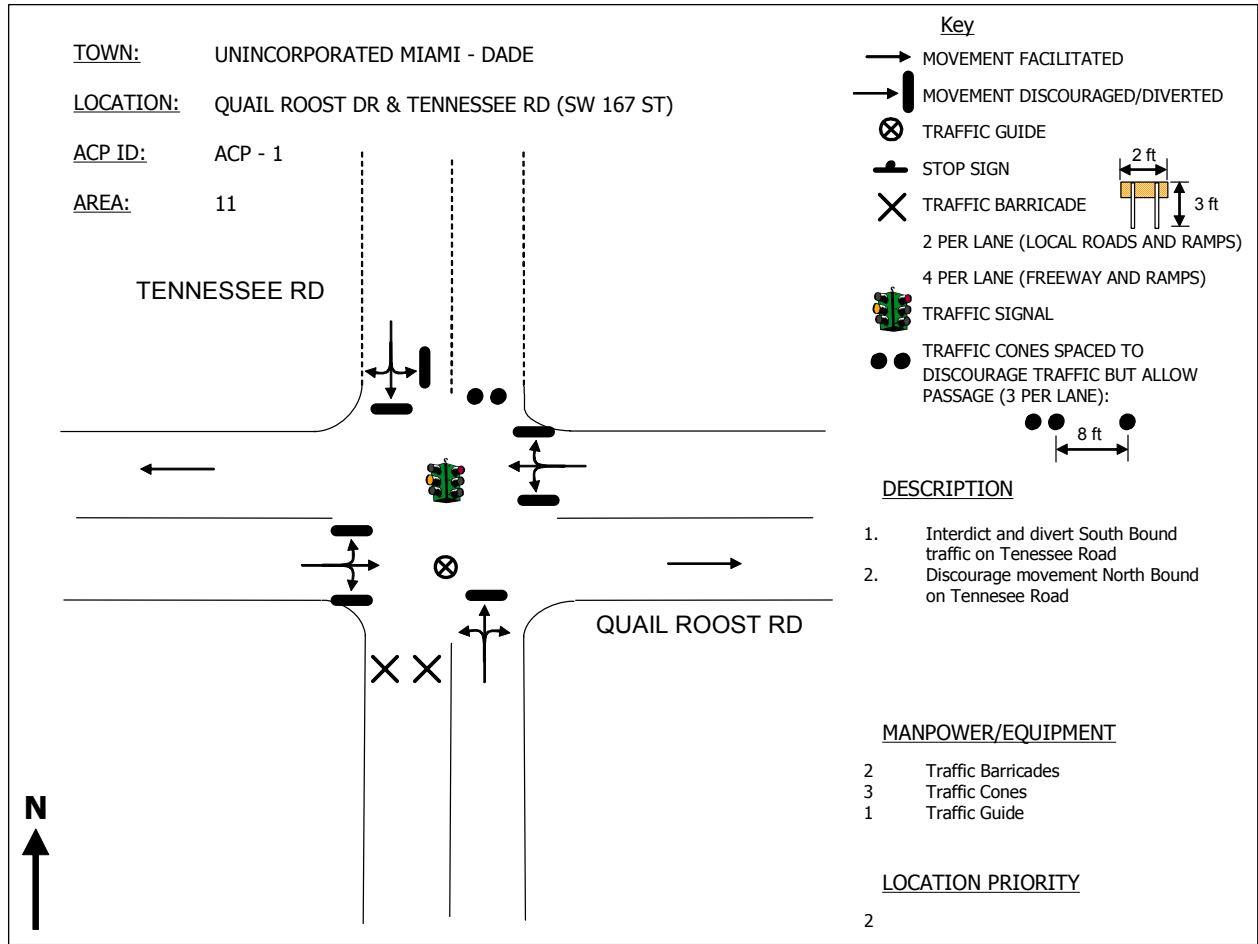 TOWN: UNINCORPORATED MIAMI - DADE
LOCATION: QUAIL ROOST DR & TENNESSEE RD (SW 167 ST)
ACP ID: ACP - 1
AREA: 11
TENNESSEE RD
QUAIL ROOST RD
N
Key
MOVEMENT FACILITATED
MOVEMENT DISCOURAGED/DIVERTED
TRAFFIC GUIDE
STOP SIGN
2 ft
TRAFFIC BARRICADE
3 ft
2 PER LANE (LOCAL ROADS AND RAMPS)
4 PER LANE (FREEWAY AND RAMPS)
TRAFFIC SIGNAL
TRAFFIC CONES SPACED TO
DISCOURAGE TRAFFIC BUT ALLOW
PASSAGE (3 PER LANE):
8 ft
DESCRIPTION
1. Interdict and divert South Bound
traffic on Tenessee Road
2. Discourage movement North Bound
on Tennesee Road
MANPOWER/EQUIPMENT
2 Traffic Barricades
3 Traffic Cones
1 Traffic Guide
LOCATION PRIORITY
2